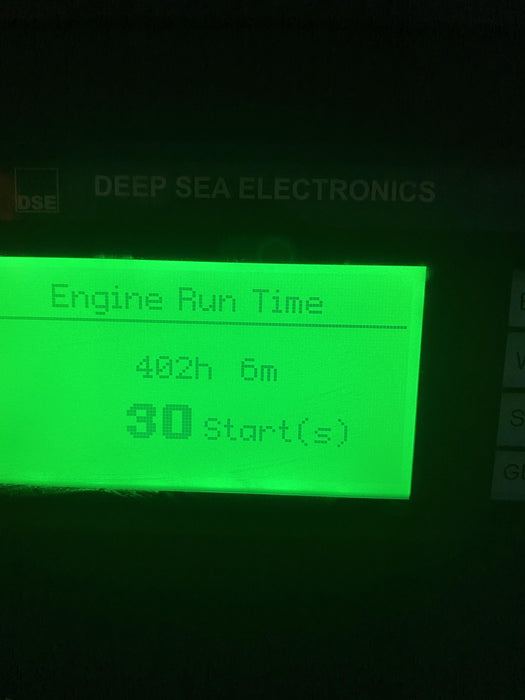 DSE DEEP SEA ELECTRONICS
Engine Run Time
402h 6m
30 Start(s)